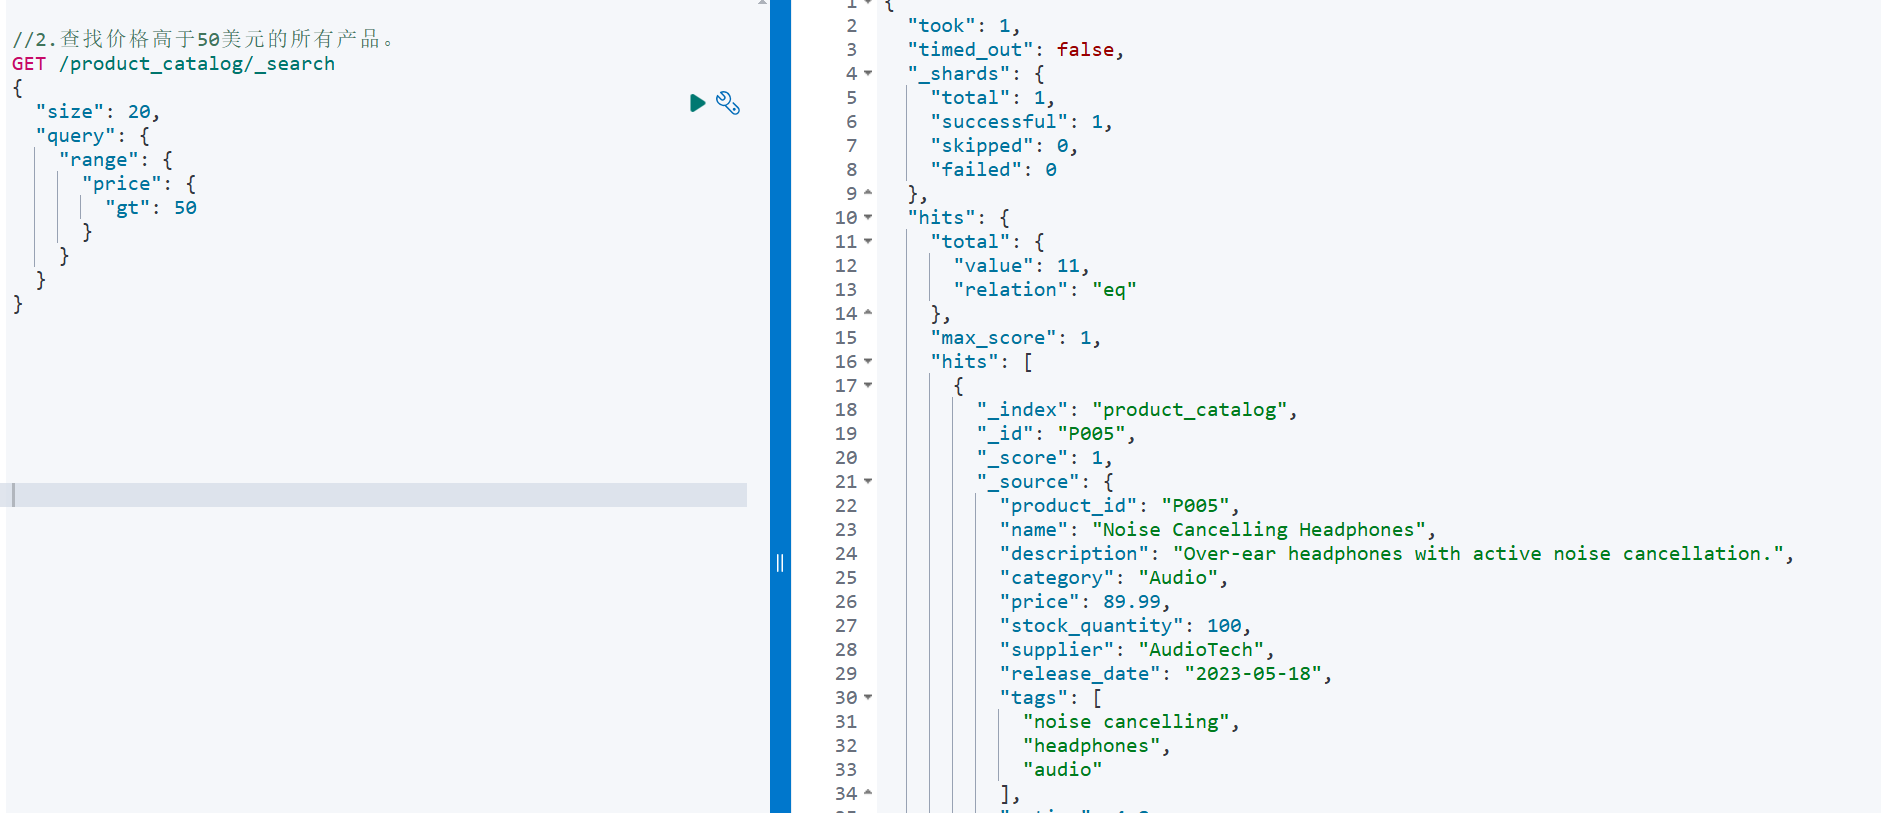 //2.查找价格高于50美元的所有产品。
GET /product_catalog/_search
{
  "size": 20,
  "query": {
    "range": {
      "price": {
        "gt": 50
      }
    }
  }
}
1 {
2 "took": 1,
3 "timed_out": false,
4 "_shards": {
5 "total": 1,
6 "successful": 1,
7 "skipped": 0,
8 "failed": 0
9 },
10 "hits": {
11 "total": {
12 "value": 11,
13 "relation": "eq"
14 },
15 "max_score": 1,
16 "hits": [
17 {
18 "_index": "product_catalog",
19 "_id": "P005",
20 "_score": 1,
21 "_source": {
22 "product_id": "P005",
23 "name": "Noise Cancelling Headphones",
24 "description": "Over-ear headphones with active noise cancellation.",
25 "category": "Audio",
26 "price": 89.99,
27 "stock_quantity": 100,
28 "supplier": "AudioTech",
29 "release_date": "2023-05-18",
30 "tags": [
31 "noise cancelling",
32 "headphones",
33 "audio"
34 ],